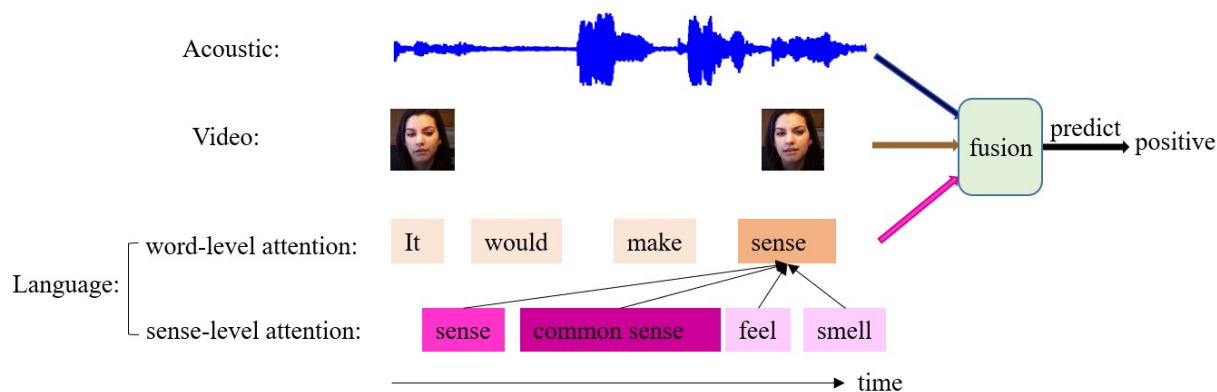 Acoustic:
Video:
fusion
predict
positive
Language:
word-level attention:
It would make sense
sense-level attention:
sense common sense feel smell
time